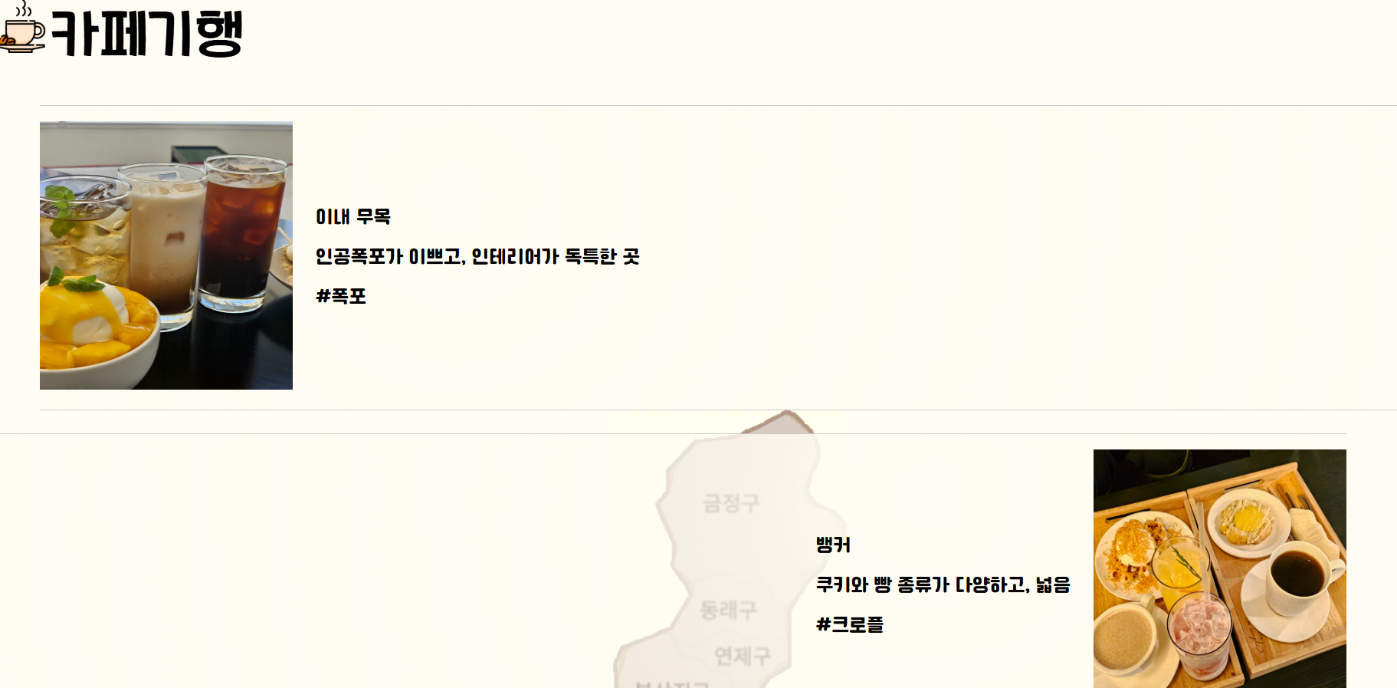 카페기행
이내 무목
인공폭포가 이쁘고, 인테리어가 독특한 곳
#폭포
금정구
뱅커
쿠키와 빵 종류가 다양하고, 넓음
#크로플
동래구
연제구